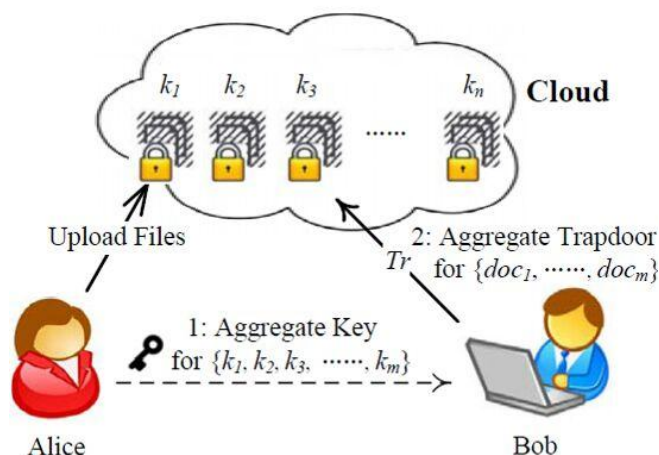 k₁ k₂ k₃ kₙ
Cloud
......
Upload Files
2: Aggregate Trapdoor
Tr
for {doc₁, ······, docₘ}
1: Aggregate Key
for {k₁, k₂, k₃, ······, kₘ}
Alice
Bob